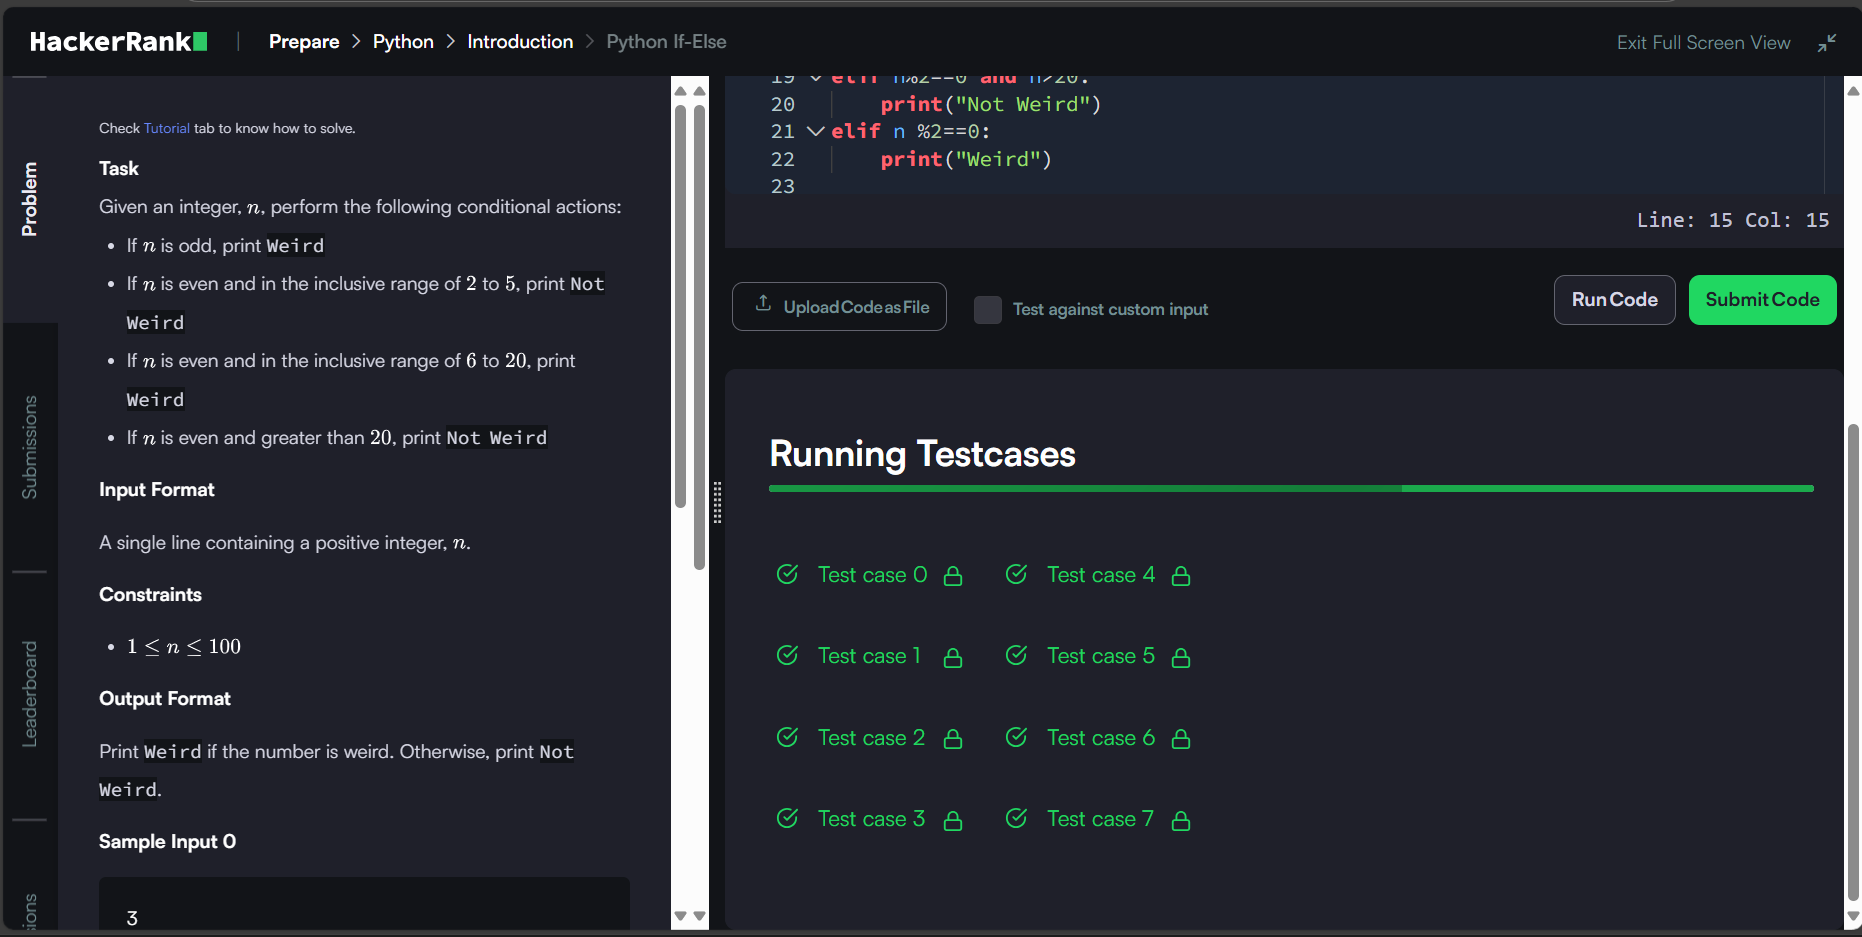 HackerRank | Prepare > Python > Introduction > Python If-Else
Exit Full Screen View
Problem
Submissions
Leaderboard
Check Tutorial tab to know how to solve.
Task
Given an integer, n, perform the following conditional actions:
• If n is odd, print Weird
• If n is even and in the inclusive range of 2 to 5, print Not
Weird
• If n is even and in the inclusive range of 6 to 20, print
Weird
• If n is even and greater than 20, print Not Weird
Input Format
A single line containing a positive integer, n.
Constraints
• 1 ≤ n ≤ 100
Output Format
Print Weird if the number is weird. Otherwise, print Not
Weird.
Sample Input 0
3
19 elif n%2==0 and n>20:
20 print("Not Weird")
21 elif n %2==0:
22 print("Weird")
23
Line: 15 Col: 15
Upload Code as File
Test against custom input
Run Code
Submit Code
Running Testcases
Test case 0
Test case 4
Test case 1
Test case 5
Test case 2
Test case 6
Test case 3
Test case 7